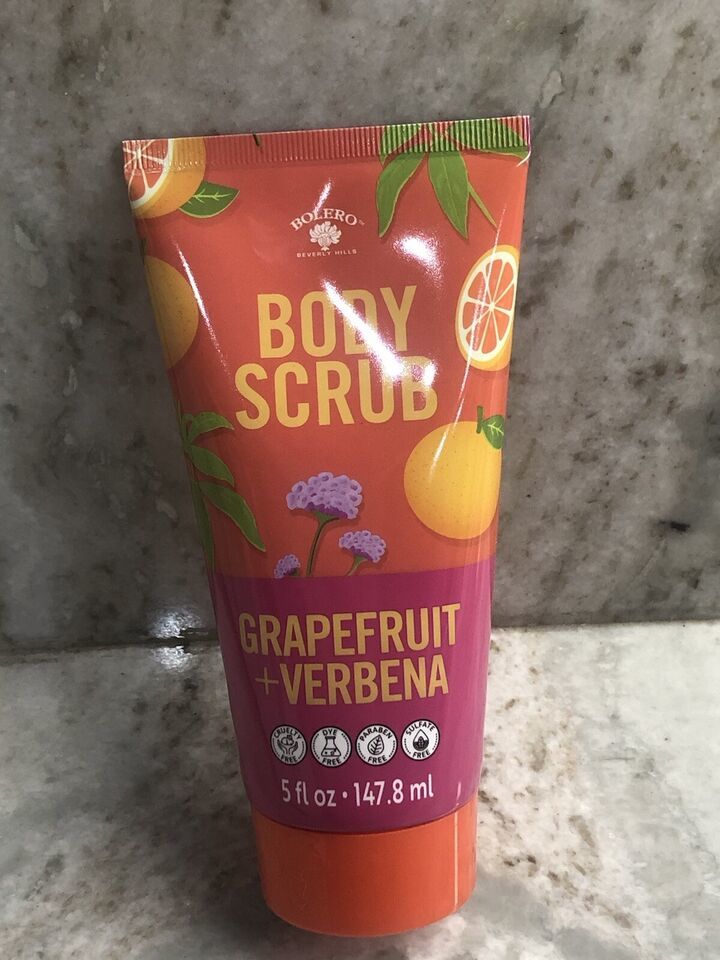 BOLERO™
BEVERLY HILLS
BODY
SCRUB
GRAPEFRUIT
+VERBENA
CRUELTY FREE
DYE FREE
PARABEN FREE
SULFATE FREE
5 fl oz • 147.8 ml